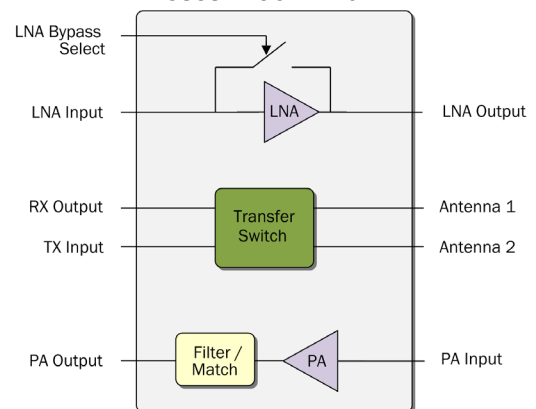 LNA Bypass
Select
LNA Input
LNA
LNA Output
RX Output
TX Input
Transfer
Switch
Antenna 1
Antenna 2
PA Output
Filter /
Match
PA
PA Input